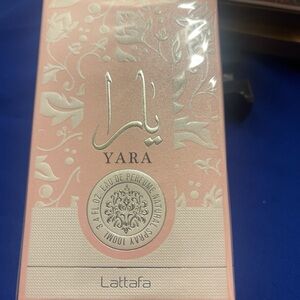 يارا
YARA
EAU DE PERFUME NATURAL SPRAY 100ML 3.4 FL.OZ
Lattafa